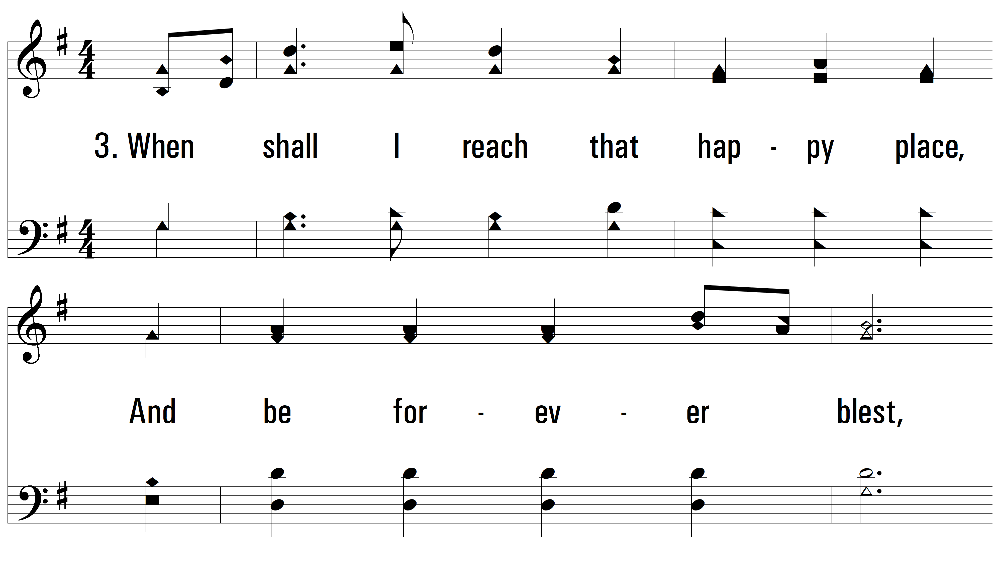 3. When shall I reach that hap - py place,
And be for - ev - er blest,